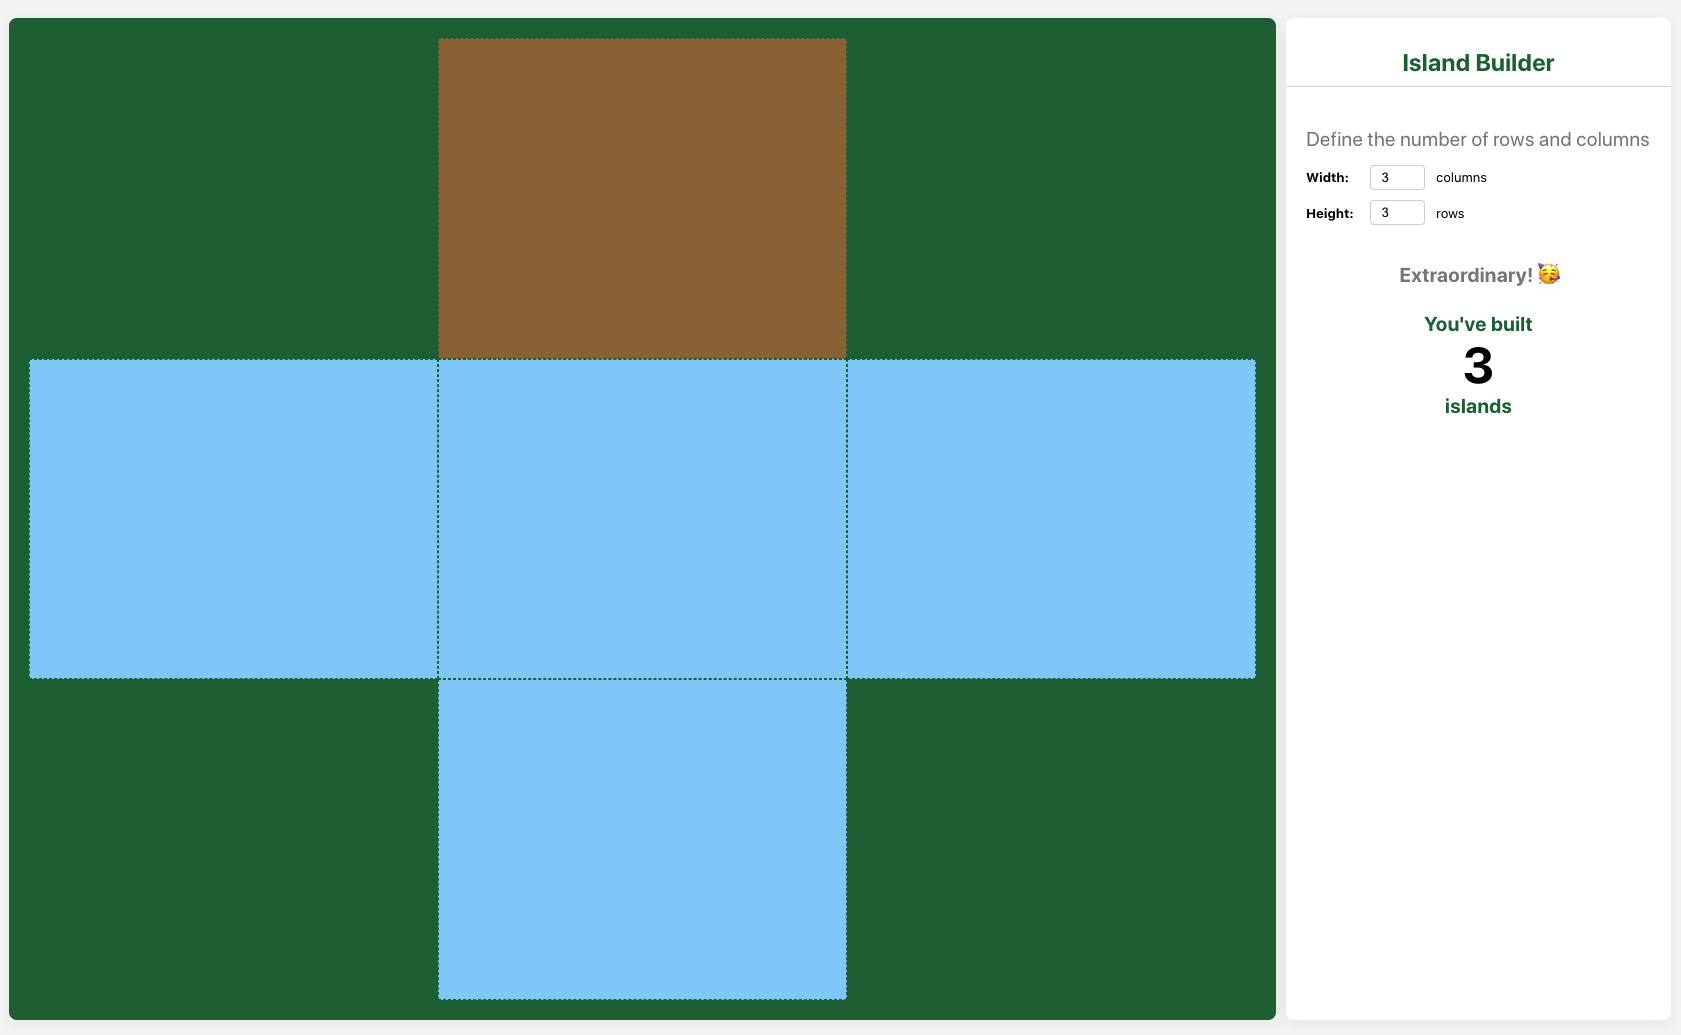 Island Builder
Define the number of rows and columns
Width: 3 columns
Height: 3 rows
Extraordinary! 🥳
You've built
3
islands